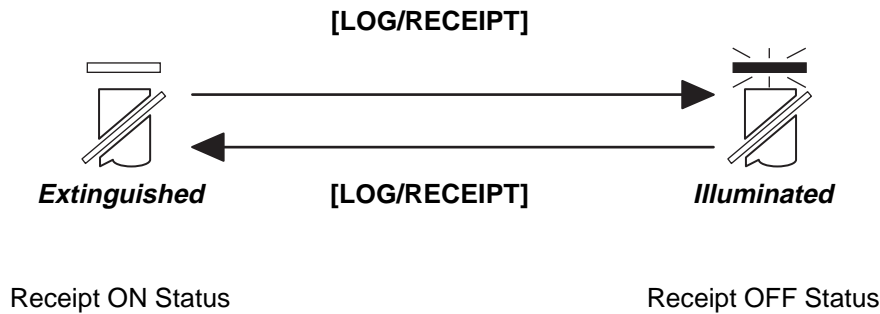 [LOG/RECEIPT]
Extinguished
[LOG/RECEIPT]
Illuminated
Receipt ON Status
Receipt OFF Status